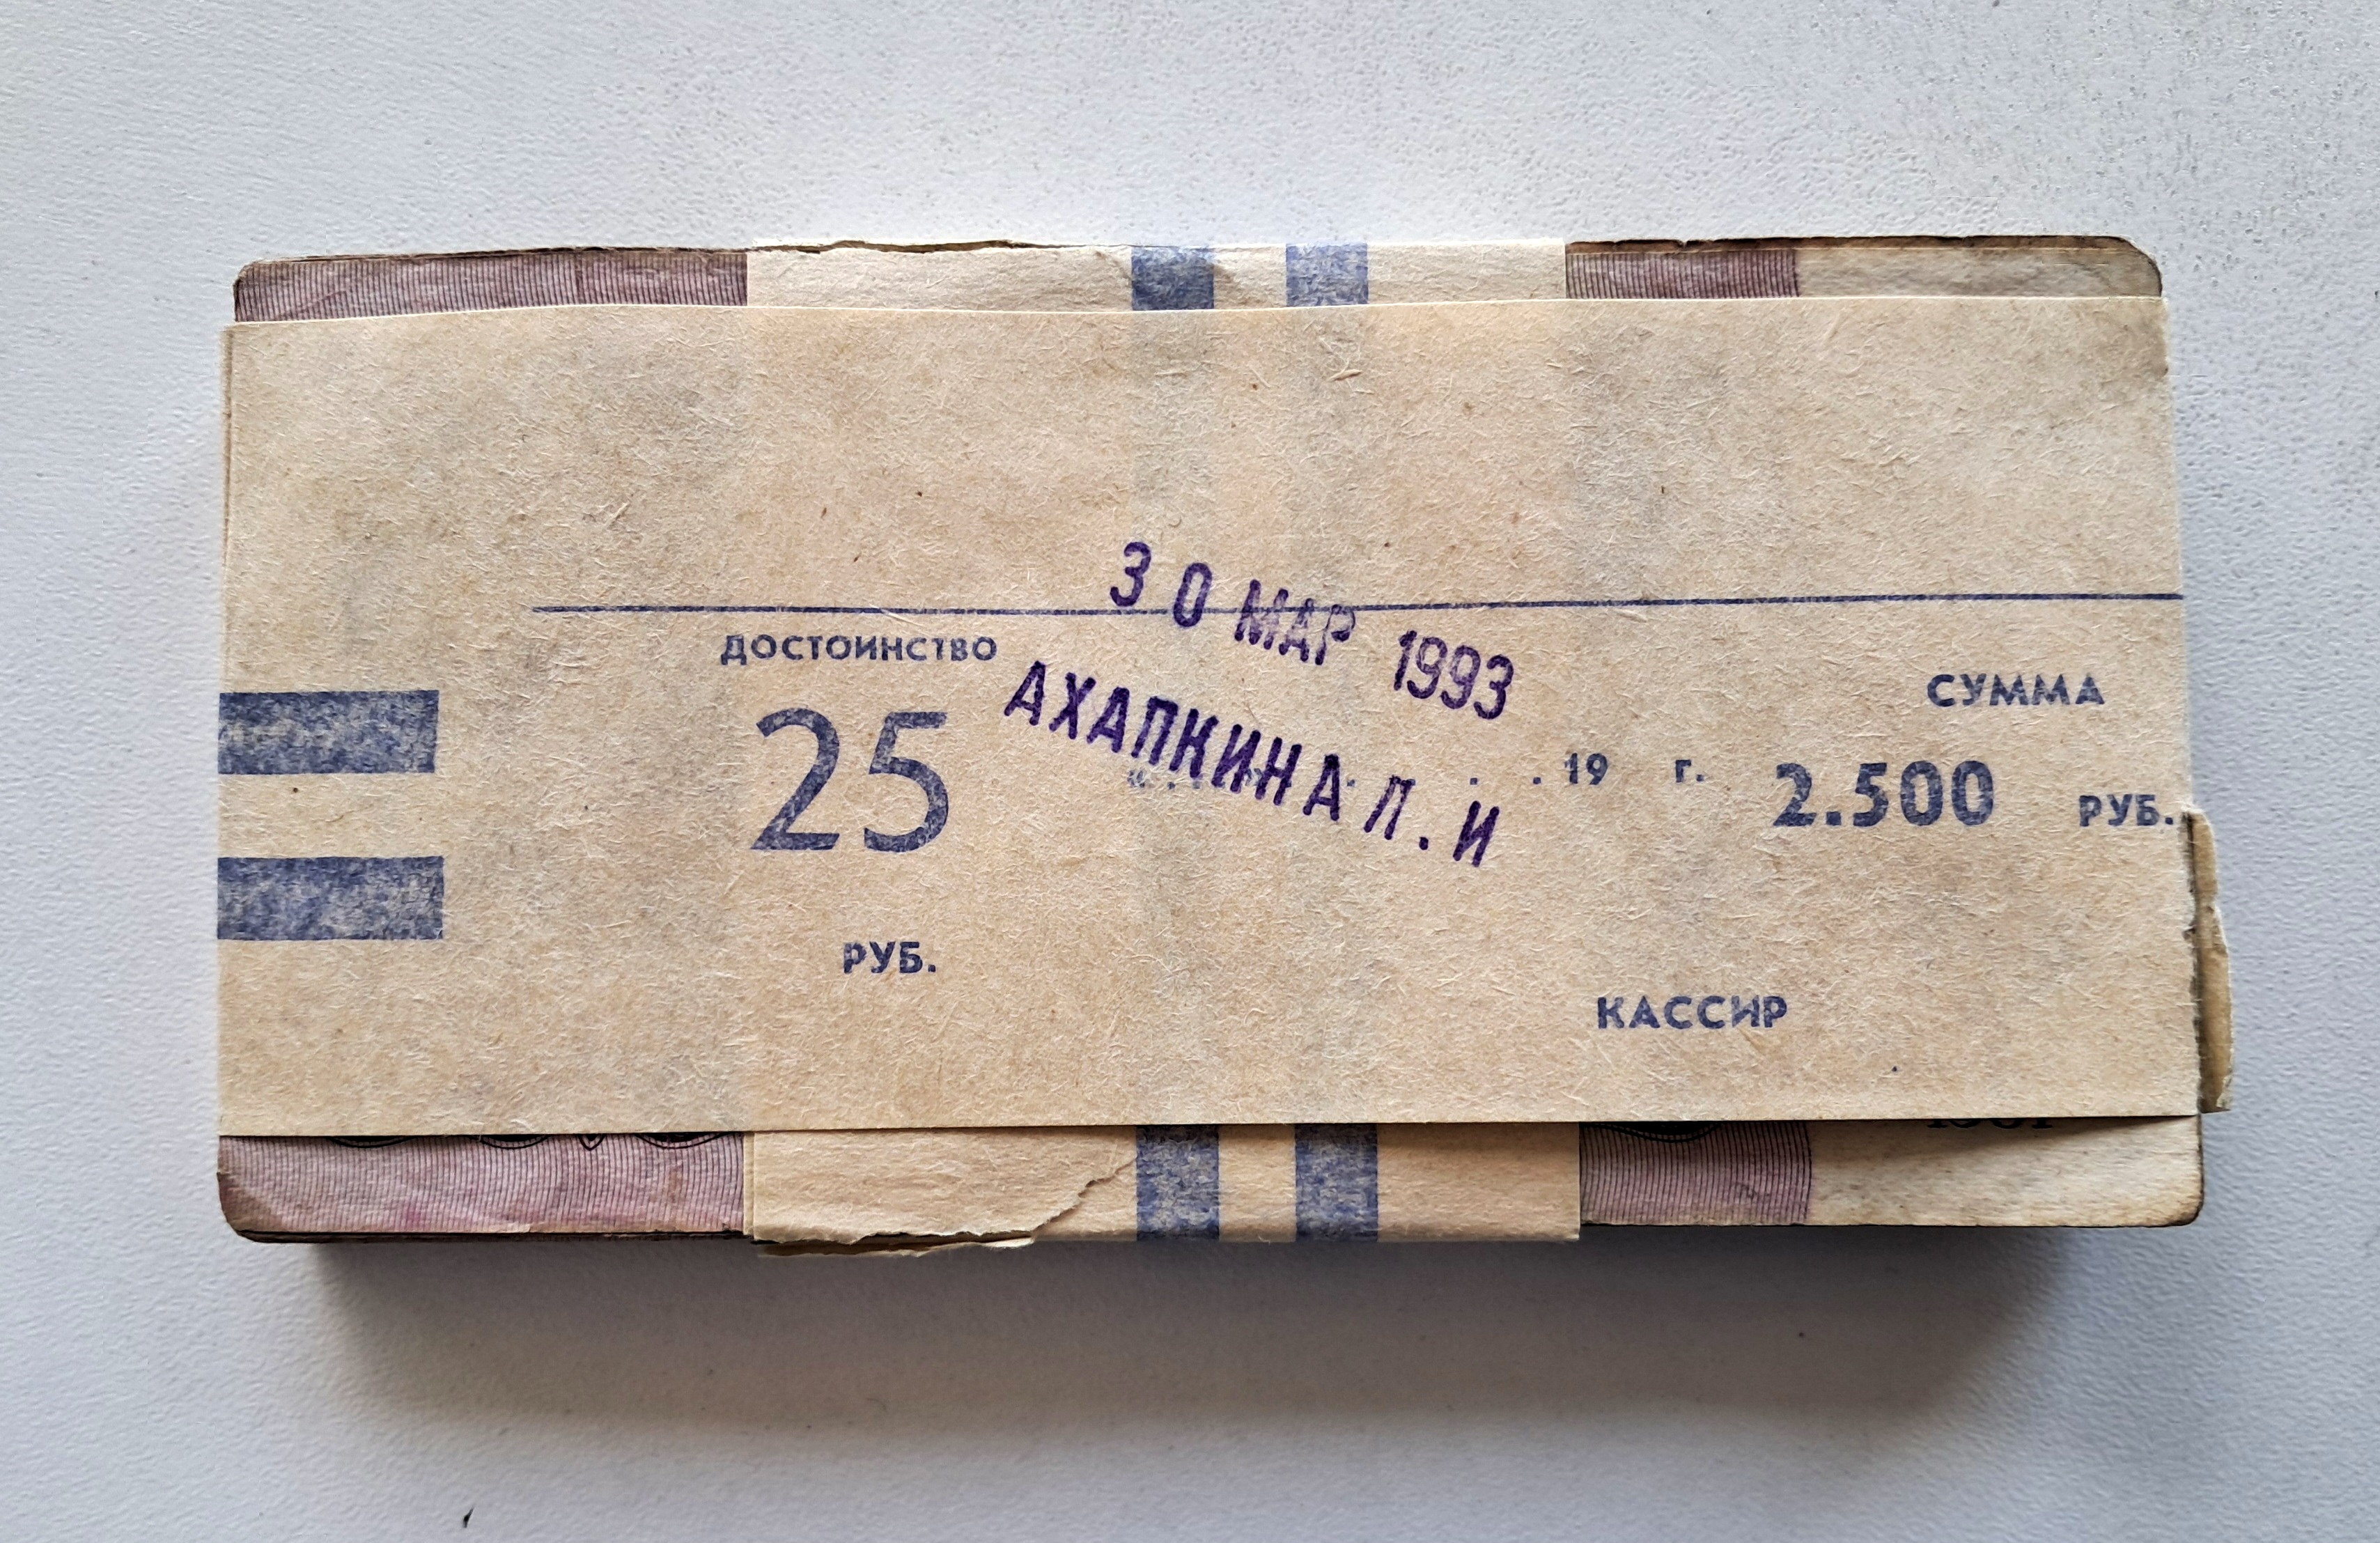 30 МАР 1993
ДОСТОИНСТВО
СУММА
25
АХАПКИНА Л. И
19 г.
2.500 РУБ.
РУБ.
КАССИР